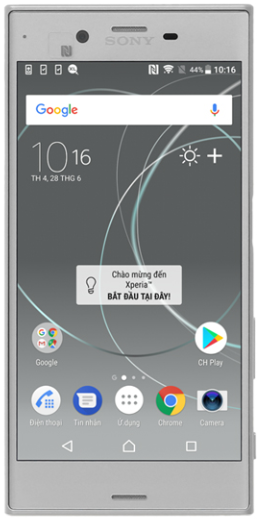 SONY
44% 10:16
Google
10 16
TH 4, 28 THG 6
Chào mừng đến
Xperia™
BẮT ĐẦU TẠI ĐÂY!
Google
CH Play
Điện thoại
Tin nhắn
Ứ.dụng
Chrome
Camera